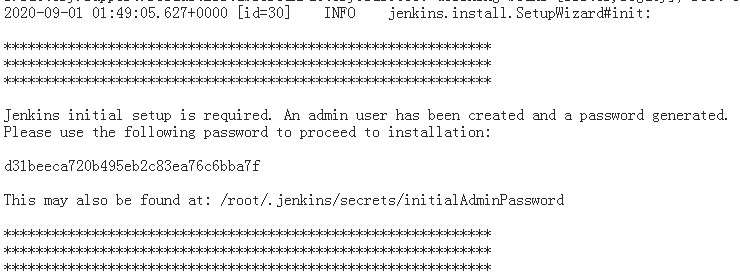 2020-09-01 01:49:05.627+0000 [id=30] INFO jenkins.install.SetupWizard#init:
*************************************************************
*************************************************************
*************************************************************
Jenkins initial setup is required. An admin user has been created and a password generated.
Please use the following password to proceed to installation:
d31beeca720b495eb2c83ea76c6bba7f
This may also be found at: /root/.jenkins/secrets/initialAdminPassword
*************************************************************
*************************************************************
*************************************************************